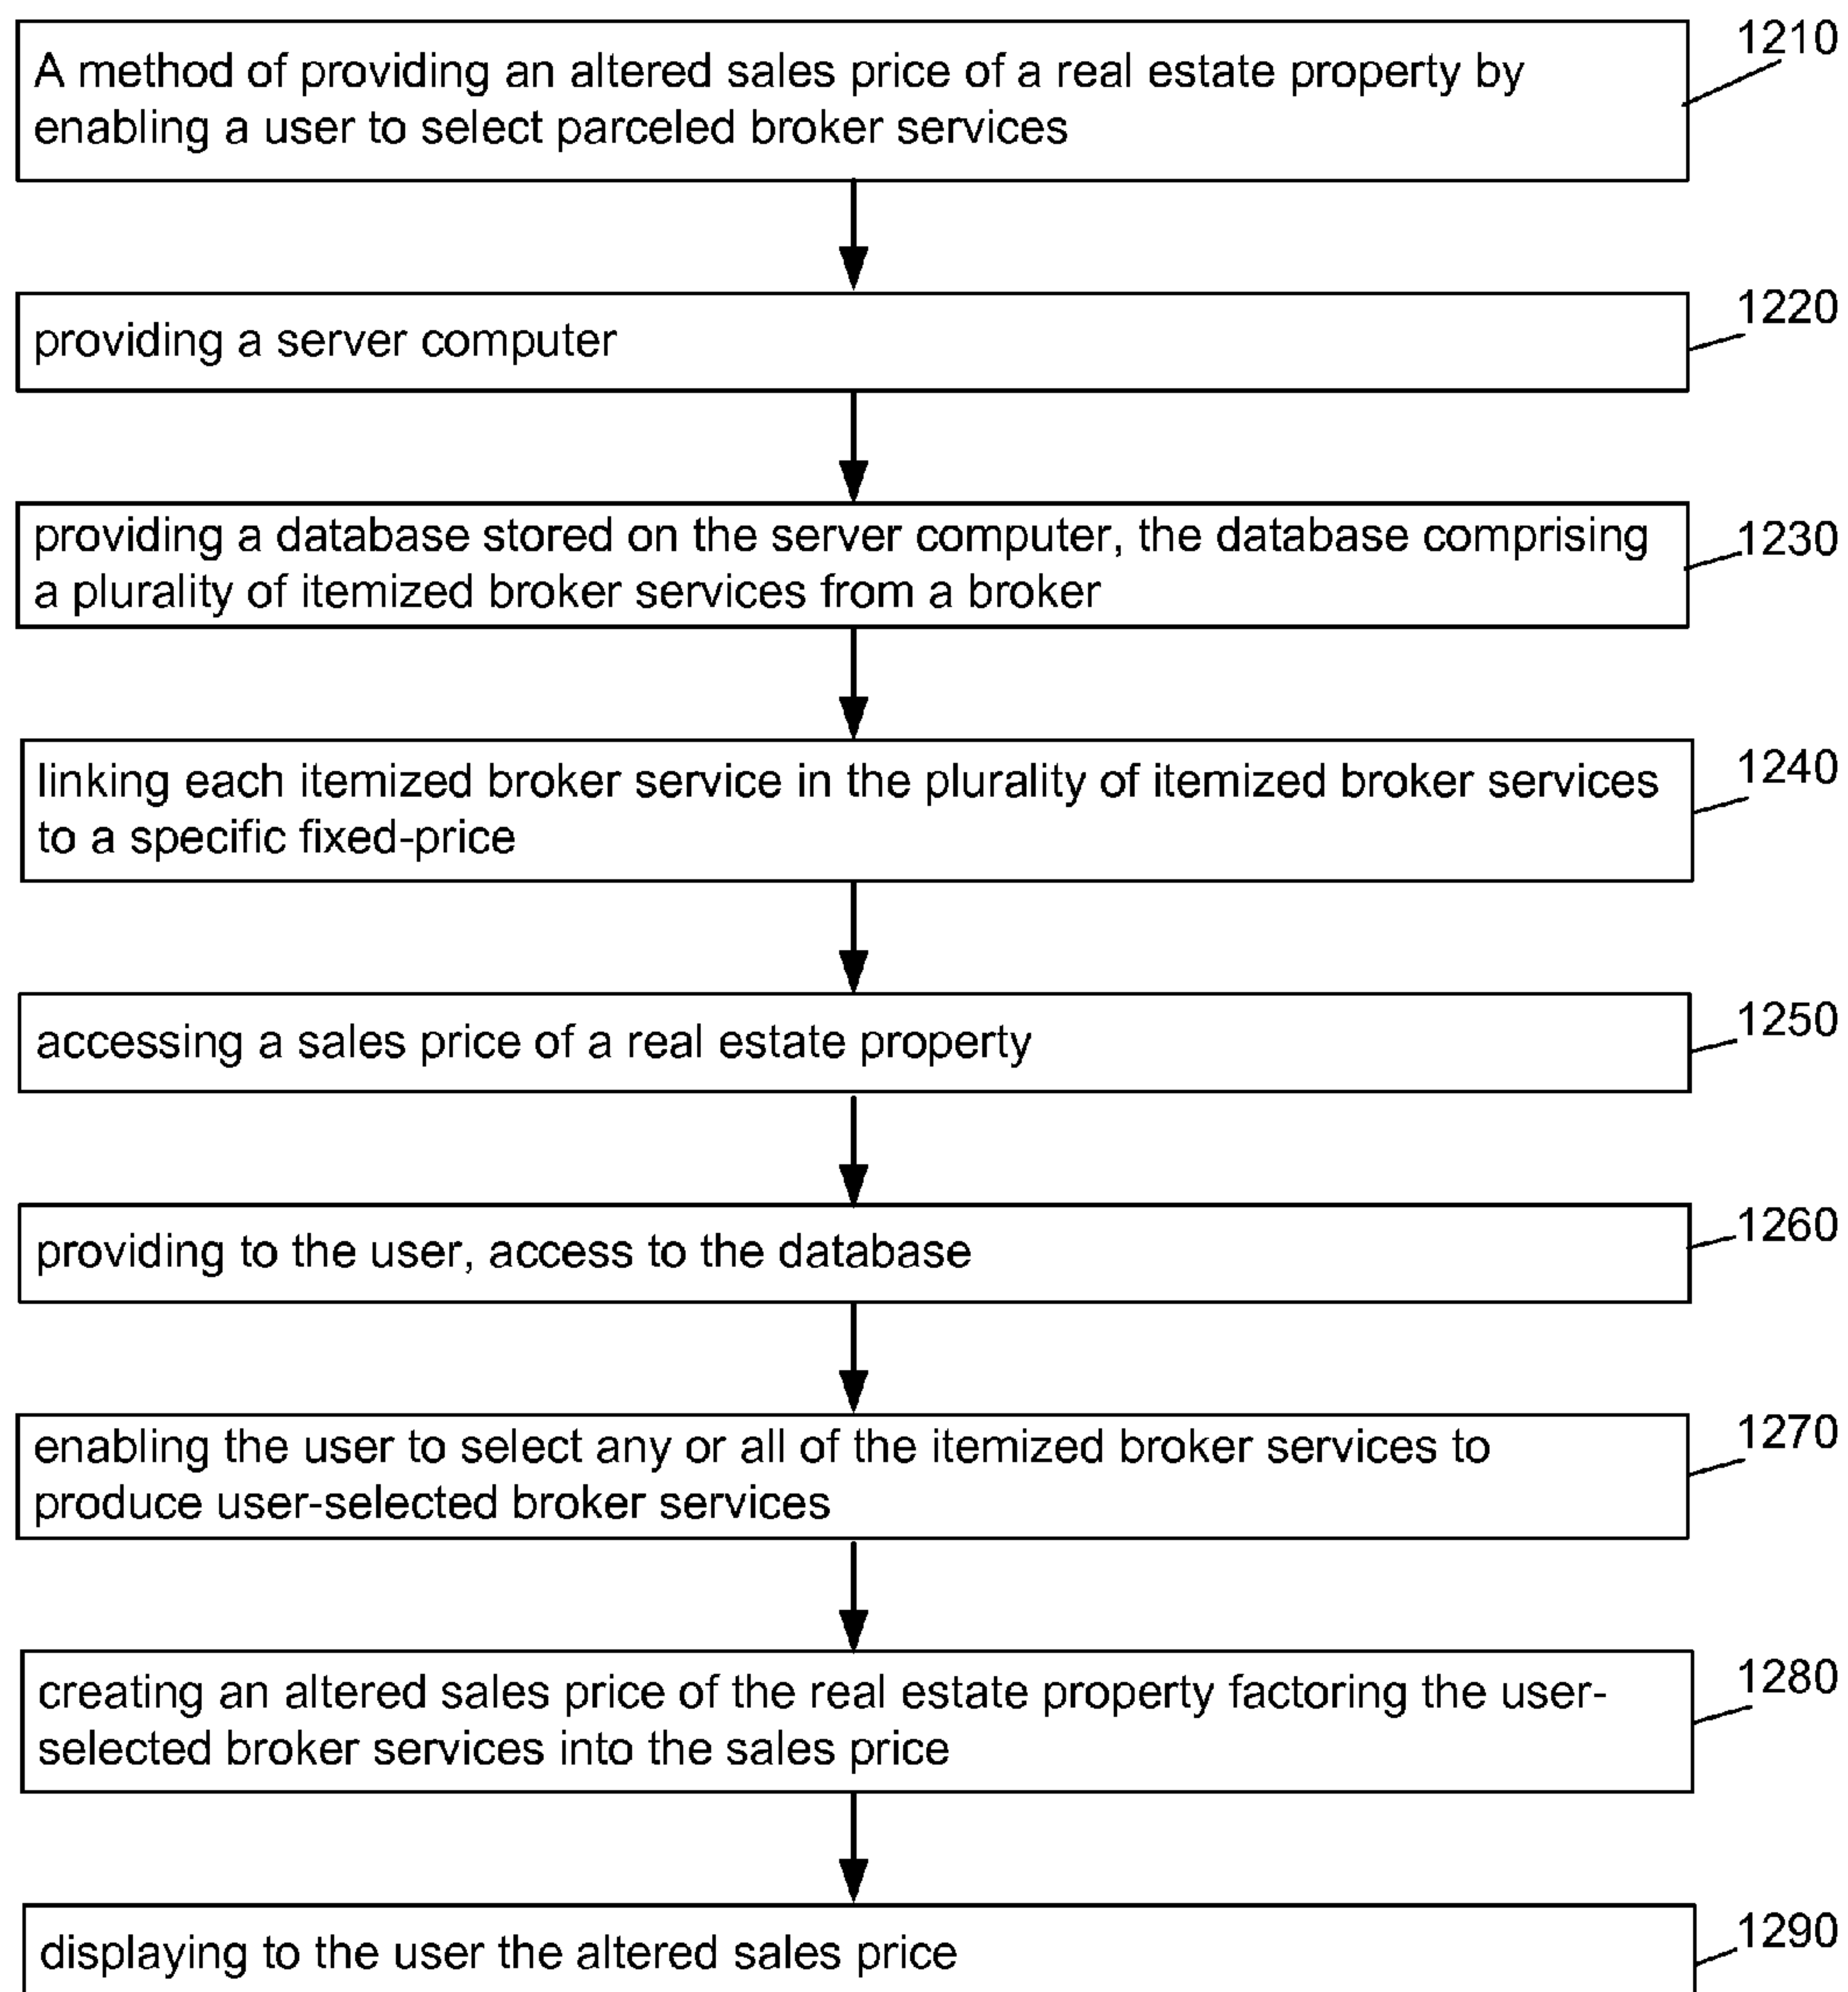 1210
A method of providing an altered sales price of a real estate property by
enabling a user to select parceled broker services
1220
providing a server computer
1230
providing a database stored on the server computer, the database comprising
a plurality of itemized broker services from a broker
1240
linking each itemized broker service in the plurality of itemized broker services
to a specific fixed-price
1250
accessing a sales price of a real estate property
1260
providing to the user, access to the database
1270
enabling the user to select any or all of the itemized broker services to
produce user-selected broker services
1280
creating an altered sales price of the real estate property factoring the user-
selected broker services into the sales price
1290
displaying to the user the altered sales price